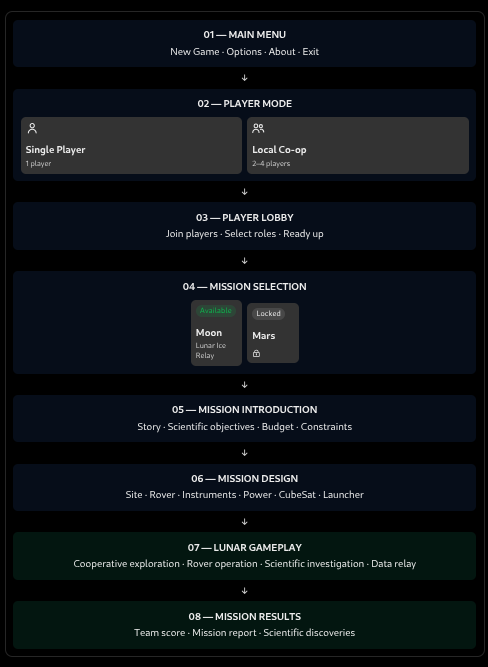 01 — MAIN MENU
New Game · Options · About · Exit
↓
02 — PLAYER MODE
Single Player
1 player
Local Co-op
2–4 players
↓
03 — PLAYER LOBBY
Join players · Select roles · Ready up
↓
04 — MISSION SELECTION
Available
Moon
Lunar Ice
Relay
Locked
Mars
↓
05 — MISSION INTRODUCTION
Story · Scientific objectives · Budget · Constraints
↓
06 — MISSION DESIGN
Site · Rover · Instruments · Power · CubeSat · Launcher
↓
07 — LUNAR GAMEPLAY
Cooperative exploration · Rover operation · Scientific investigation · Data relay
↓
08 — MISSION RESULTS
Team score · Mission report · Scientific discoveries